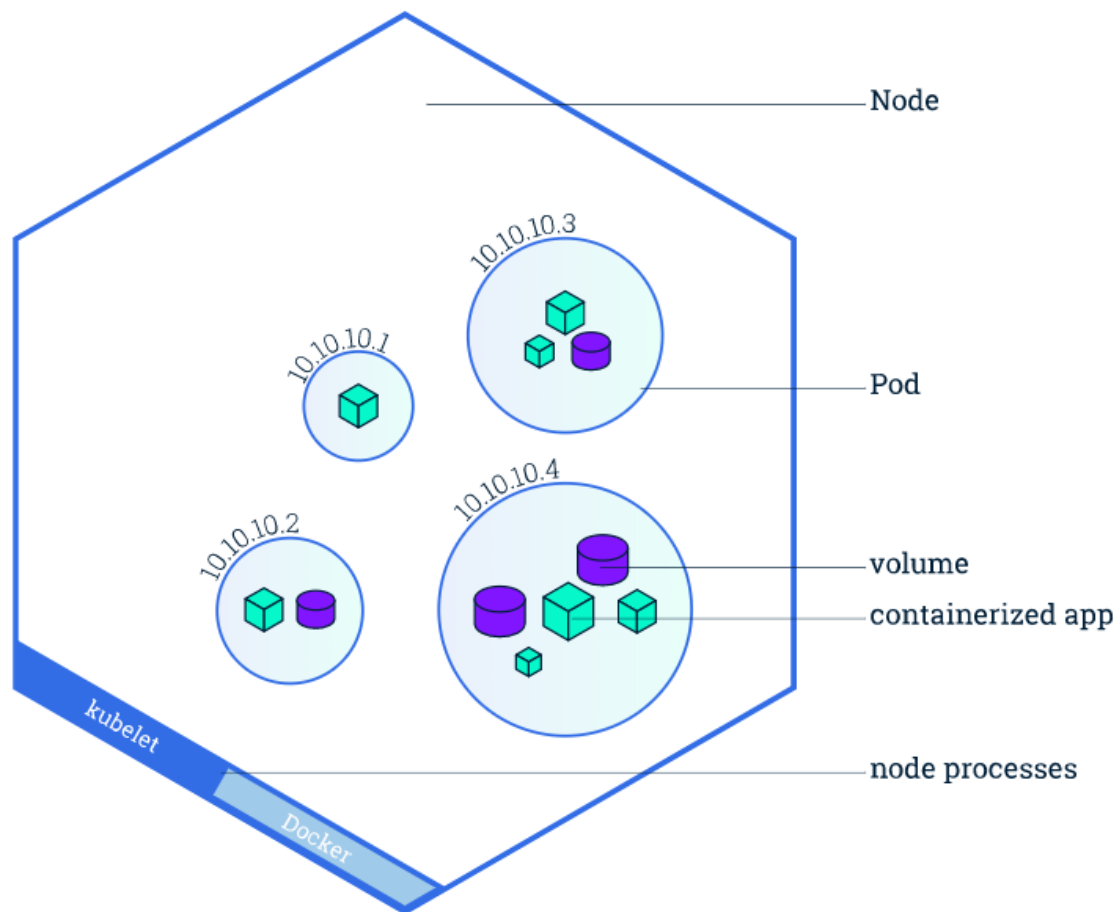 Node
10.10.10.3
10.10.10.1
Pod
10.10.10.4
10.10.10.2
volume
containerized app
kubelet
node processes
Docker